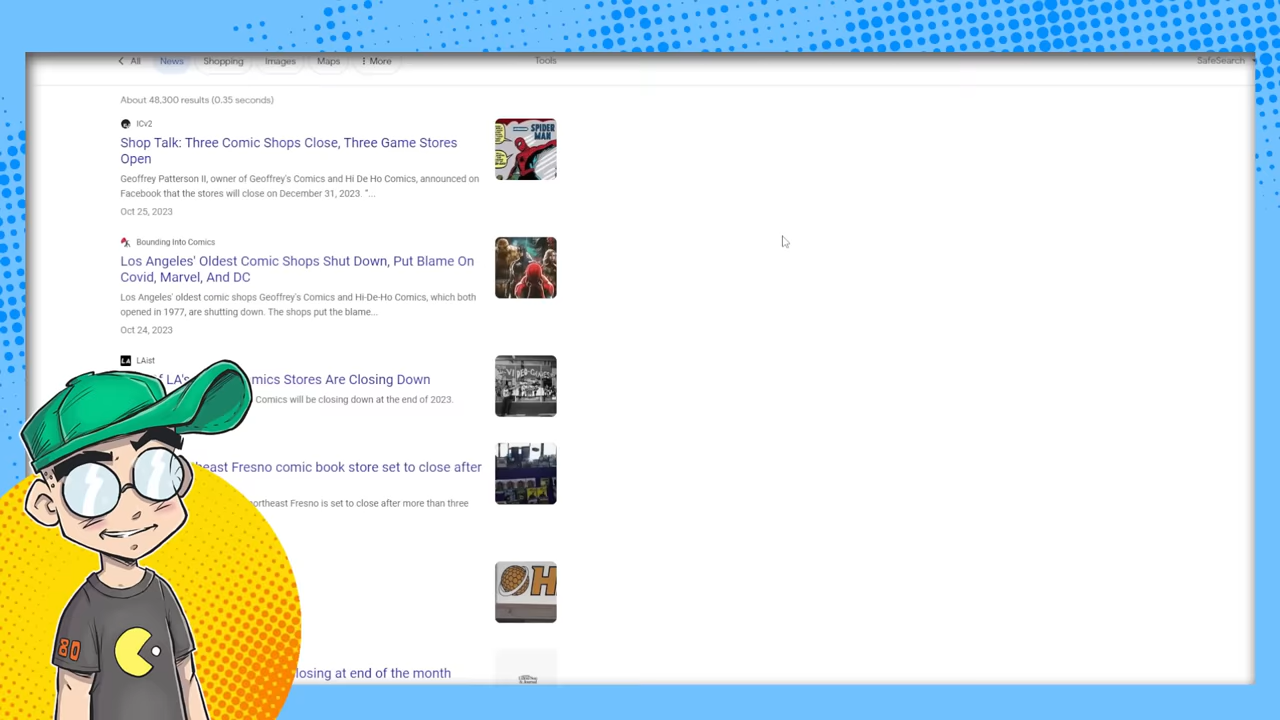 All News Shopping Images Maps More Tools SafeSearch
About 48,300 results (0.35 seconds)
ICv2
Shop Talk: Three Comic Shops Close, Three Game Stores
Open
Geoffrey Patterson II, owner of Geoffrey's Comics and Hi De Ho Comics, announced on
Facebook that the stores will close on December 31, 2023. "...
Oct 25, 2023
SPIDER
MAN
Bounding Into Comics
Los Angeles' Oldest Comic Shops Shut Down, Put Blame On
Covid, Marvel, And DC
Los Angeles' oldest comic shops Geoffrey's Comics and Hi-De-Ho Comics, which both
opened in 1977, are shutting down. The shops put the blame...
Oct 24, 2023
LA LAist
LA's mics Stores Are Closing Down
Comics will be closing down at the end of 2023.
east Fresno comic book store set to close after
ortheast Fresno is set to close after more than three
losing at end of the month
80